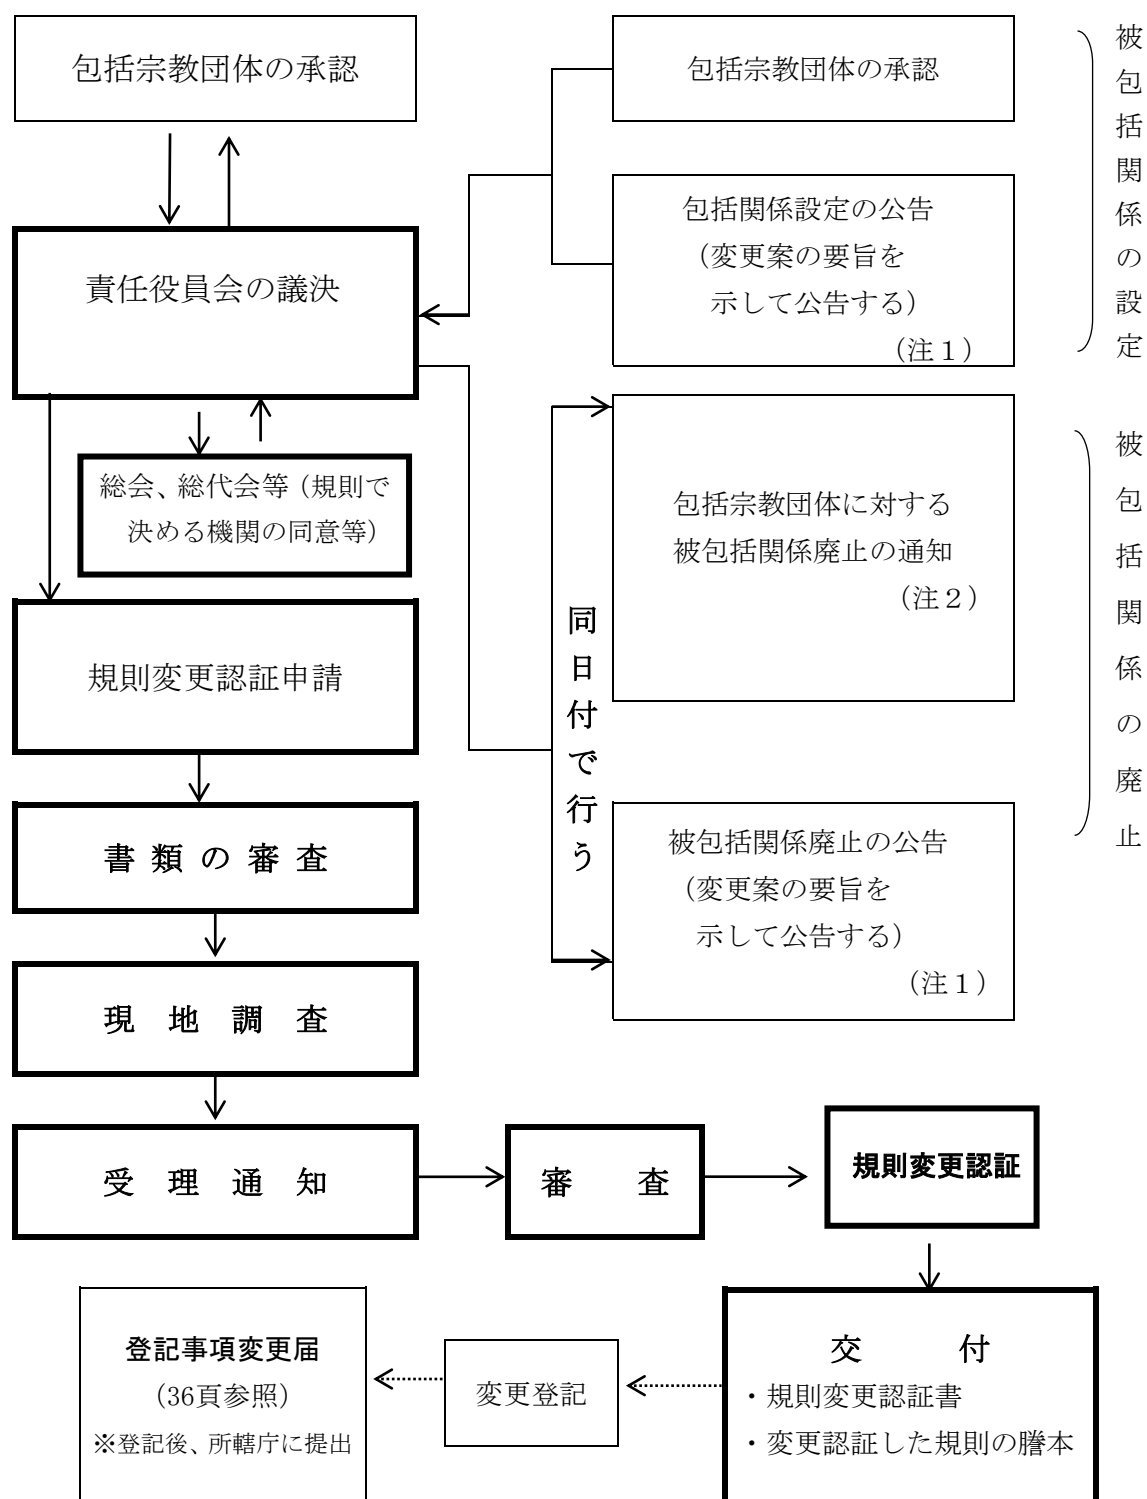 包括宗教団体の承認
包括宗教団体の承認
包括関係設定の公告
（変更案の要旨を
示して公告する）
（注１）
被包括関係の設定
責任役員会の議決
総会、総代会等（規則で
決める機関の同意等）
包括宗教団体に対する
被包括関係廃止の通知
（注２）
同日付で行う
被包括関係廃止の公告
（変更案の要旨を
示して公告する）
（注１）
被包括関係の廃止
規則変更認証申請
書類の審査
現地調査
受理通知
審査
規則変更認証
交付
・規則変更認証書
・変更認証した規則の謄本
変更登記
登記事項変更届
（36頁参照）
※登記後、所轄庁に提出